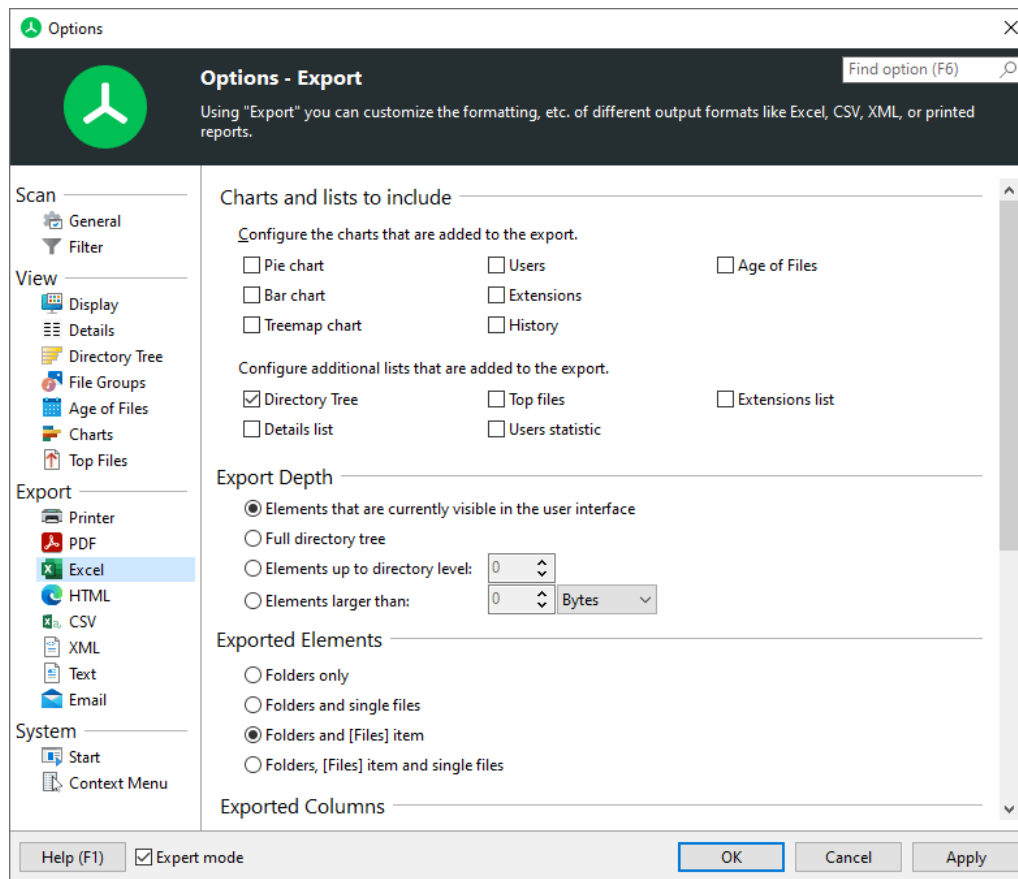 Options
Options - Export
Find option (F6)
Using "Export" you can customize the formatting, etc. of different output formats like Excel, CSV, XML, or printed
reports.
Scan
General
Filter
View
Display
Details
Directory Tree
File Groups
Age of Files
Charts
Top Files
Export
Printer
PDF
Excel
HTML
CSV
XML
Text
Email
System
Start
Context Menu
Charts and lists to include
Configure the charts that are added to the export.
Pie chart
Users
Age of Files
Bar chart
Extensions
Treemap chart
History
Configure additional lists that are added to the export.
Directory Tree
Top files
Extensions list
Details list
Users statistic
Export Depth
Elements that are currently visible in the user interface
Full directory tree
Elements up to directory level: 0
Elements larger than: 0 Bytes
Exported Elements
Folders only
Folders and single files
Folders and [Files] item
Folders, [Files] item and single files
Exported Columns
Help (F1)
Expert mode
OK
Cancel
Apply